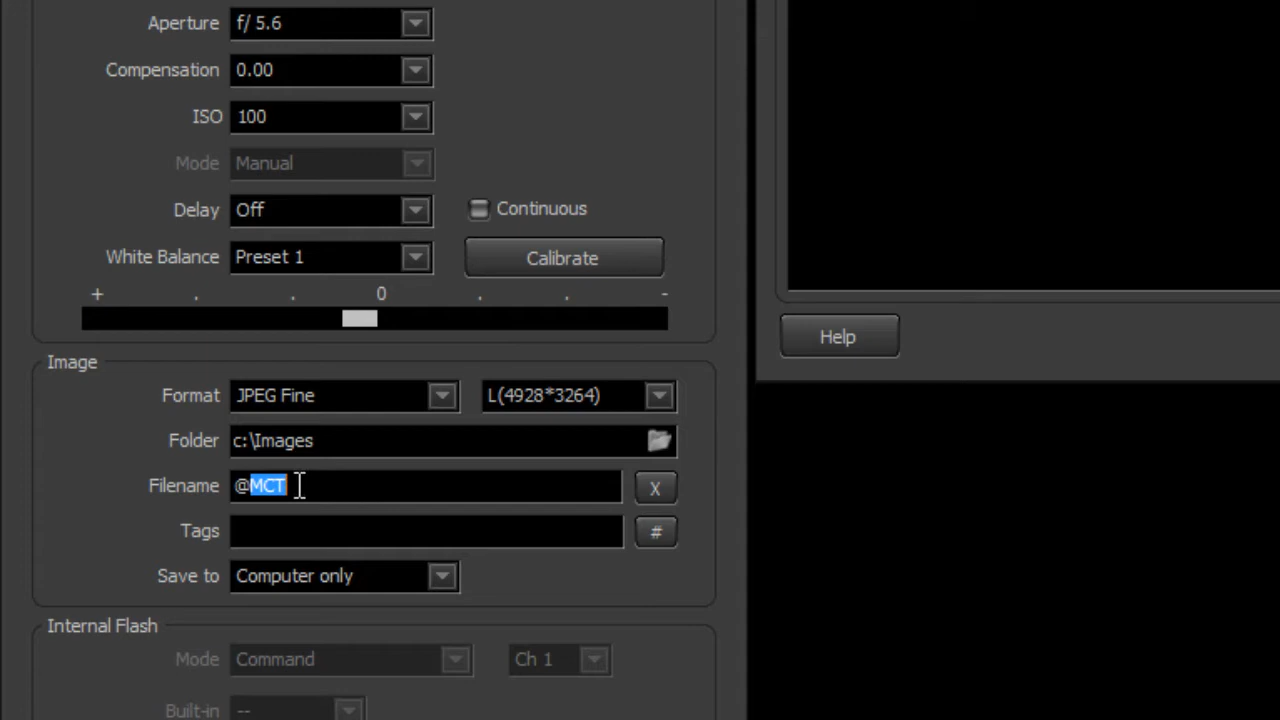 Aperture f/ 5.6
Compensation 0.00
ISO 100
Mode Manual
Delay Off Continuous
White Balance Preset 1 Calibrate
+ . . 0 . . -
Help
Image
Format JPEG Fine L(4928*3264)
Folder c:\Images
Filename @MCT X
Tags #
Save to Computer only
Internal Flash
Mode Command Ch 1
Built-in --